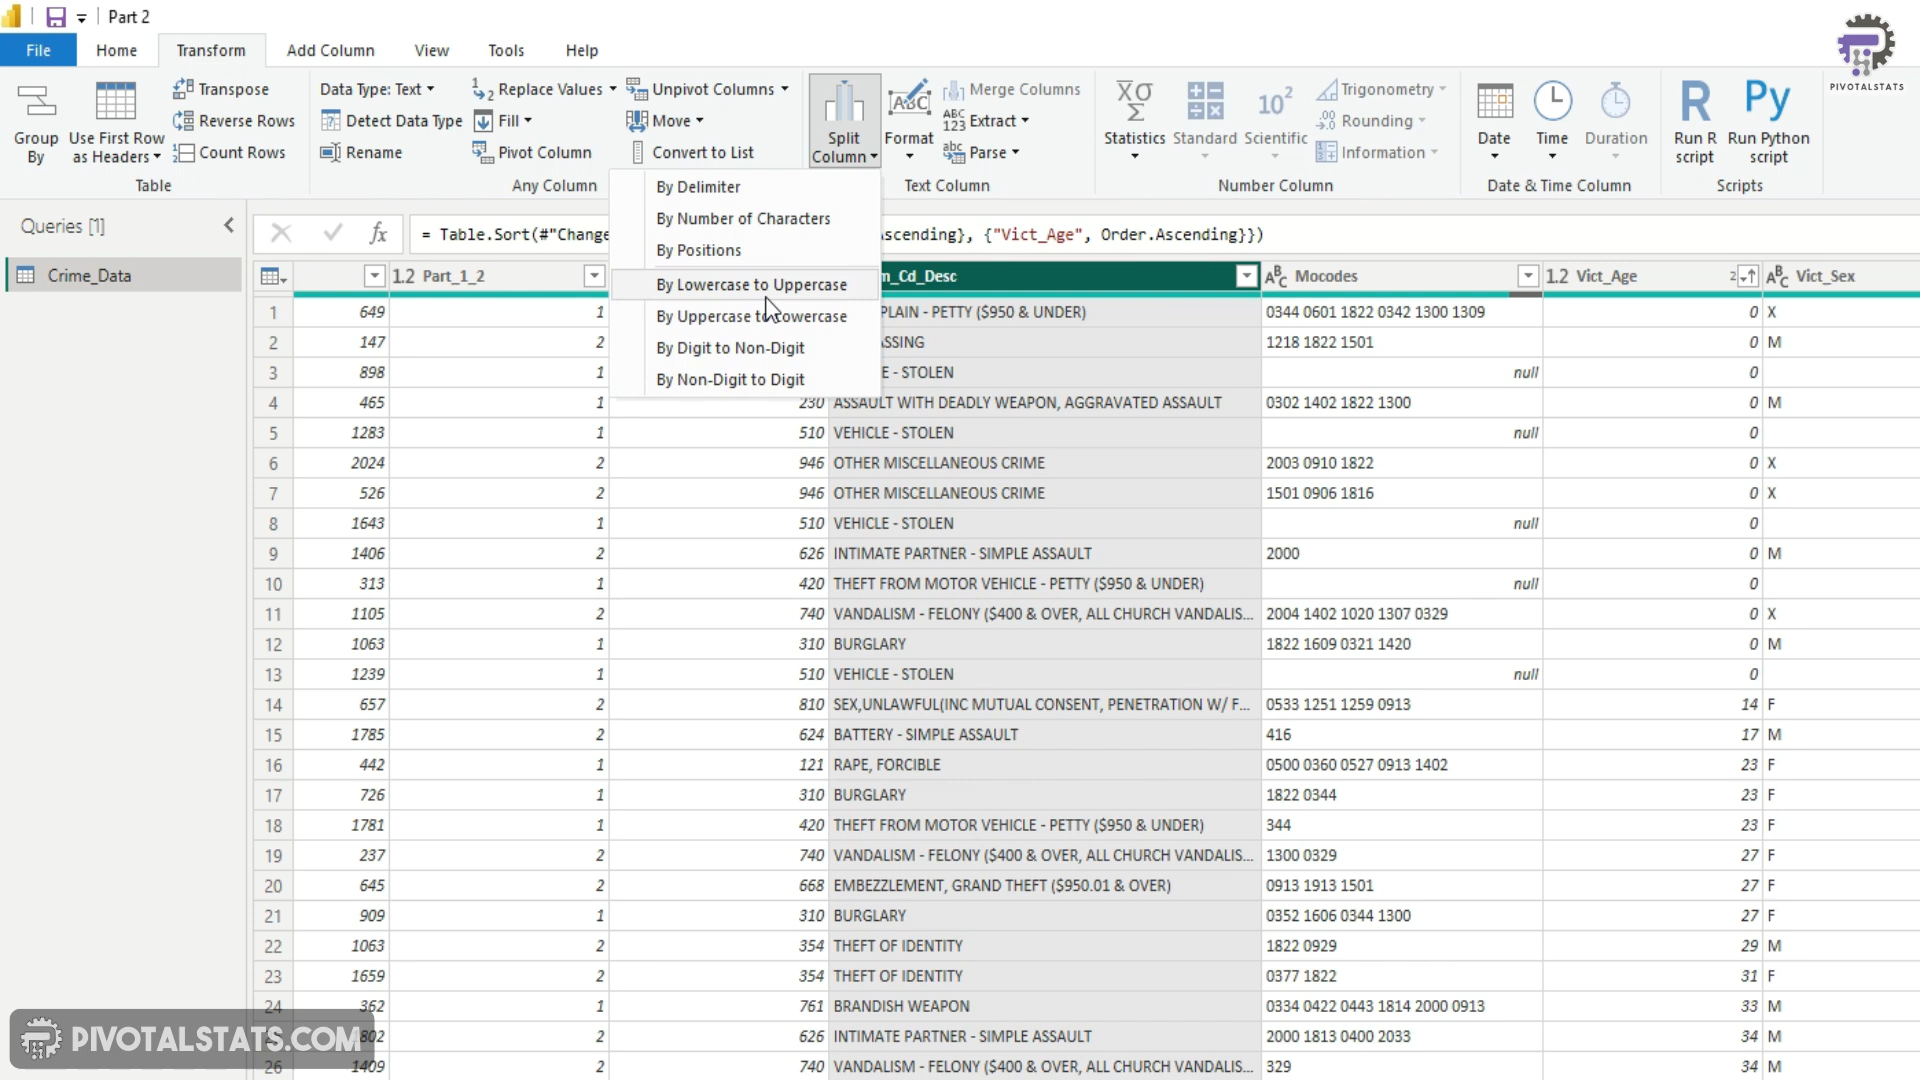 Part 2
File Home Transform Add Column View Tools Help
PIVOTALSTATS
Group By
Use First Row as Headers
Transpose
Reverse Rows
Count Rows
Table
Data Type: Text
Detect Data Type
Rename
1 2 Replace Values
Fill
Pivot Column
Unpivot Columns
Move
Convert to List
Any Column
Split Column
ABC Format
Merge Columns
ABC 123 Extract
abc Parse
Text Column
Χσ Σ Statistics
Standard
10² Scientific
Trigonometry
.00 Rounding
Information
Number Column
Date
Time
Duration
Date & Time Column
R Run R script
Py Run Python script
Scripts
By Delimiter
By Number of Characters
By Positions
By Lowercase to Uppercase
By Uppercase to Lowercase
By Digit to Non-Digit
By Non-Digit to Digit
Queries [1]
Crime_Data
fx = Table.Sort(#"Change scending}, {"Vict_Age", Order.Ascending}})
1.2 Part_1_2 m_Cd_Desc ABC Mocodes 1.2 Vict_Age 2 ABC Vict_Sex
1 649 1 PLAIN - PETTY ($950 & UNDER) 0344 0601 1822 0342 1300 1309 0 X
2 147 2 ASSING 1218 1822 1501 0 M
3 898 1 E - STOLEN null 0
4 465 1 230 ASSAULT WITH DEADLY WEAPON, AGGRAVATED ASSAULT 0302 1402 1822 1300 0 M
5 1283 1 510 VEHICLE - STOLEN null 0
6 2024 2 946 OTHER MISCELLANEOUS CRIME 2003 0910 1822 0 X
7 526 2 946 OTHER MISCELLANEOUS CRIME 1501 0906 1816 0 X
8 1643 1 510 VEHICLE - STOLEN null 0
9 1406 2 626 INTIMATE PARTNER - SIMPLE ASSAULT 2000 0 M
10 313 1 420 THEFT FROM MOTOR VEHICLE - PETTY ($950 & UNDER) null 0
11 1105 2 740 VANDALISM - FELONY ($400 & OVER, ALL CHURCH VANDALIS... 2004 1402 1020 1307 0329 0 X
12 1063 1 310 BURGLARY 1822 1609 0321 1420 0 M
13 1239 1 510 VEHICLE - STOLEN null 0
14 657 2 810 SEX,UNLAWFUL(INC MUTUAL CONSENT, PENETRATION W/ F... 0533 1251 1259 0913 14 F
15 1785 2 624 BATTERY - SIMPLE ASSAULT 416 17 M
16 442 1 121 RAPE, FORCIBLE 0500 0360 0527 0913 1402 23 F
17 726 1 310 BURGLARY 1822 0344 23 F
18 1781 1 420 THEFT FROM MOTOR VEHICLE - PETTY ($950 & UNDER) 344 23 F
19 237 2 740 VANDALISM - FELONY ($400 & OVER, ALL CHURCH VANDALIS... 1300 0329 27 F
20 645 2 668 EMBEZZLEMENT, GRAND THEFT ($950.01 & OVER) 0913 1913 1501 27 F
21 909 1 310 BURGLARY 0352 1606 0344 1300 27 F
22 1063 2 354 THEFT OF IDENTITY 1822 0929 29 M
23 1659 2 354 THEFT OF IDENTITY 0377 1822 31 F
24 362 1 761 BRANDISH WEAPON 0334 0422 0443 1814 2000 0913 33 M
802 2 626 INTIMATE PARTNER - SIMPLE ASSAULT 2000 1813 0400 2033 34 M
26 1409 2 740 VANDALISM - FELONY ($400 & OVER, ALL CHURCH VANDALIS... 329 34 M
PIVOTALSTATS.COM